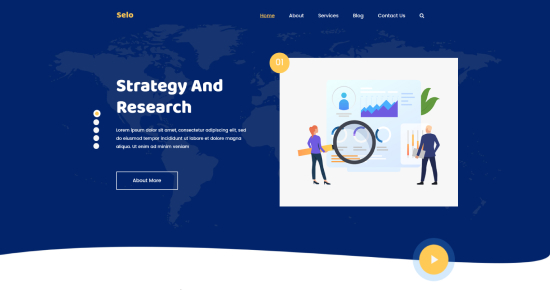 Selo
Home About Services Blog Contact Us
01
Strategy And
Research
Lorem ipsum dolor sit amet, consectetur adipiscing elit, sed
do eiusmod tempor incididunt ut labore et dolore magna
aliqua. Ut enim ad minim veniam
About More